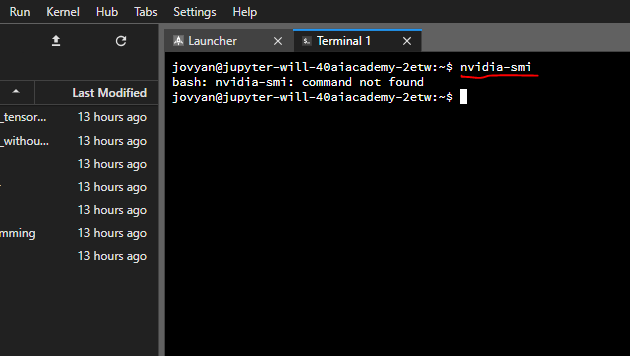 Run Kernel Hub Tabs Settings Help
Launcher
Terminal 1
Last Modified
_tensor... 13 hours ago
_withou... 13 hours ago
13 hours ago
13 hours ago
13 hours ago
mming 13 hours ago
13 hours ago
jovyan@jupyter-will-40aiacademy-2etw:~$ nvidia-smi
bash: nvidia-smi: command not found
jovyan@jupyter-will-40aiacademy-2etw:~$